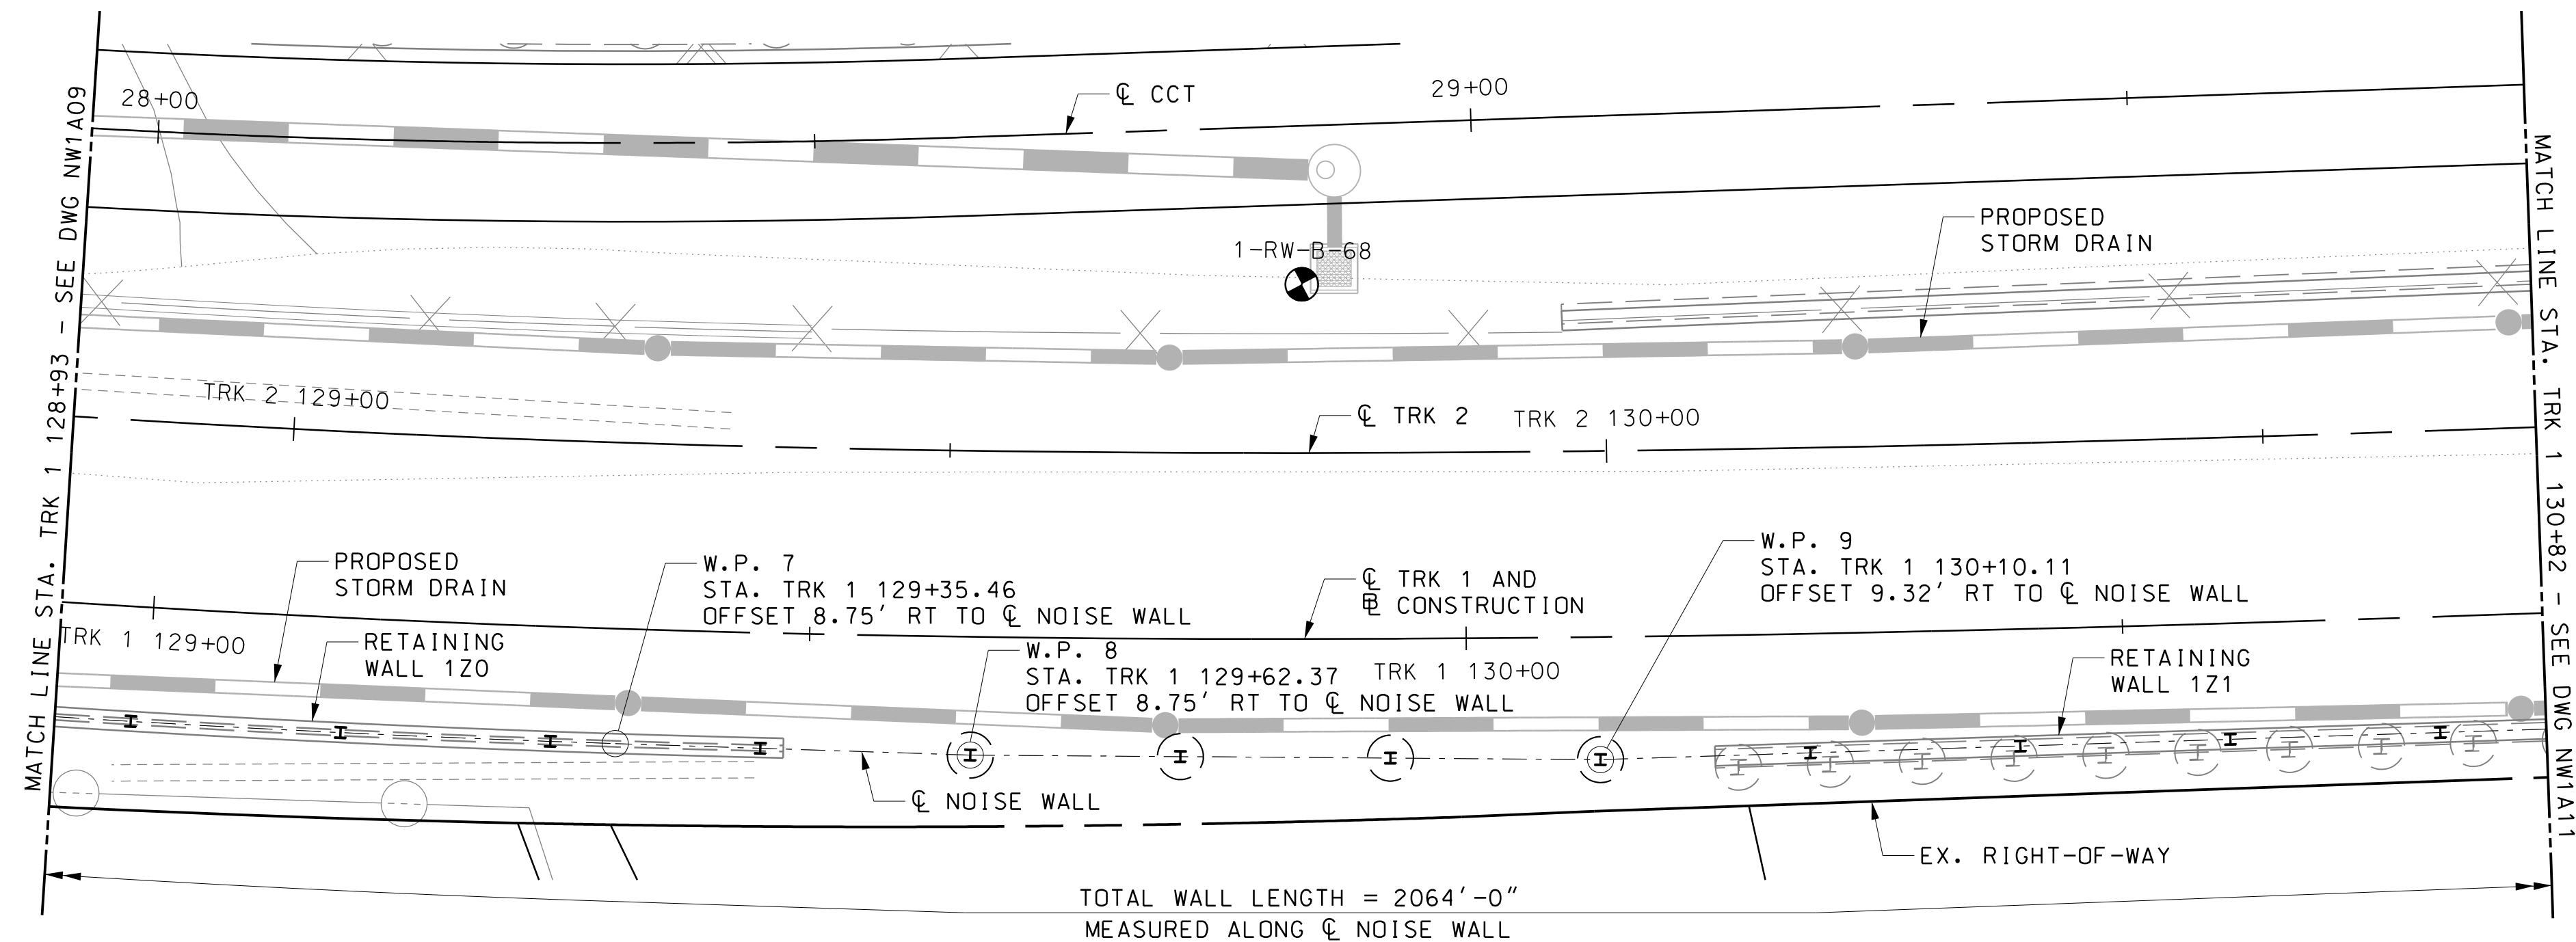 28+00
℄ CCT
29+00
MATCH LINE STA. TRK 1 128+93 - SEE DWG NW1A09
MATCH LINE STA. TRK 1 130+82 - SEE DWG NW1A11
PROPOSED
STORM DRAIN
1-RW-B-68
TRK 2 129+00
℄ TRK 2
TRK 2 130+00
PROPOSED
STORM DRAIN
W.P. 7
STA. TRK 1 129+35.46
OFFSET 8.75' RT TO ℄ NOISE WALL
℄ TRK 1 AND
BL CONSTRUCTION
W.P. 9
STA. TRK 1 130+10.11
OFFSET 9.32' RT TO ℄ NOISE WALL
TRK 1 129+00
RETAINING
WALL 1Z0
W.P. 8
STA. TRK 1 129+62.37
OFFSET 8.75' RT TO ℄ NOISE WALL
TRK 1 130+00
RETAINING
WALL 1Z1
℄ NOISE WALL
EX. RIGHT-OF-WAY
TOTAL WALL LENGTH = 2064'-0"
MEASURED ALONG ℄ NOISE WALL